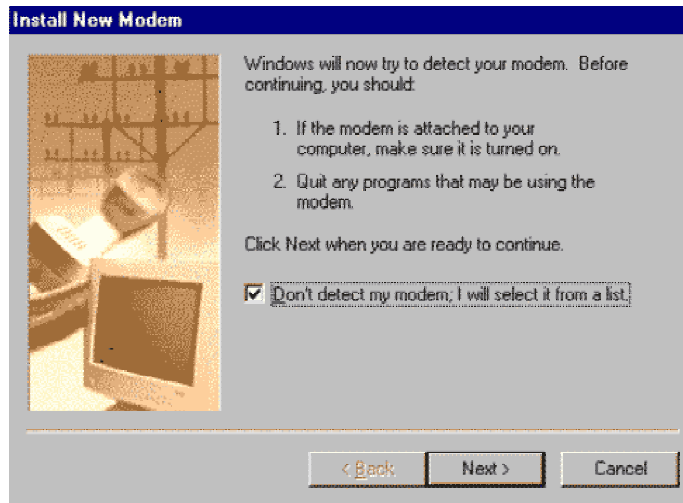 Install New Modem
Windows will now try to detect your modem. Before
continuing, you should:
1. If the modem is attached to your
computer, make sure it is turned on.
2. Quit any programs that may be using the
modem.
Click Next when you are ready to continue.
Don't detect my modem; I will select it from a list.
< Back
Next >
Cancel